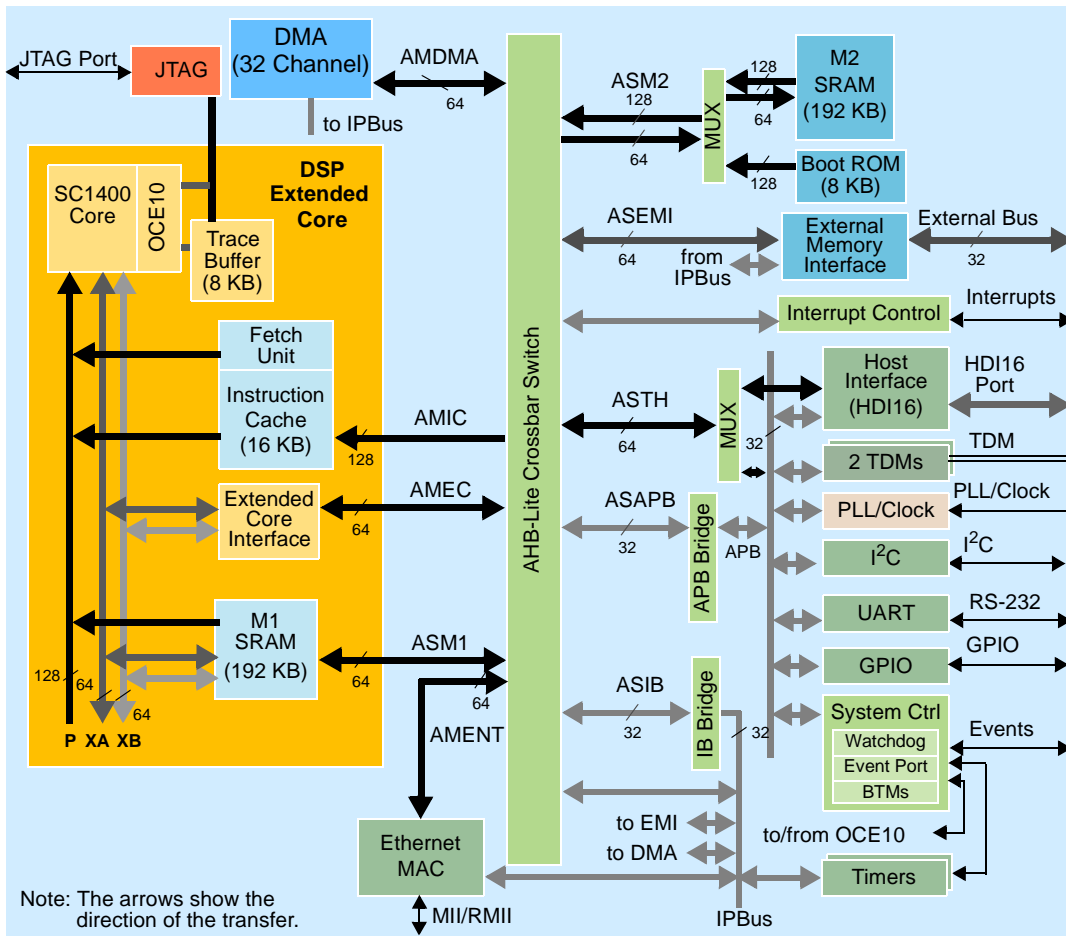 JTAG Port
JTAG
DMA
(32 Channel)
to IPBus
AMDMA
64
DSP
Extended
Core
SC1400
Core
OCE10
Trace
Buffer
(8 KB)
Fetch
Unit
Instruction
Cache
(16 KB)
AMIC
128
Extended
Core
Interface
AMEC
64
M1
SRAM
(192 KB)
ASM1
64
128
64
64
P
XA
XB
AMENT
64
Ethernet
MAC
MII/RMII
Note: The arrows show the
direction of the transfer.
AHB-Lite Crossbar Switch
ASM2
128
64
MUX
128
64
M2
SRAM
(192 KB)
128
Boot ROM
(8 KB)
ASEMI
64
from
IPBus
External
Memory
Interface
External Bus
32
Interrupt Control
Interrupts
ASTH
64
MUX
32
Host
Interface
(HDI16)
HDI16
Port
2 TDMs
TDM
ASAPB
32
APB Bridge
APB
PLL/Clock
PLL/Clock
I2C
I2C
UART
RS-232
GPIO
GPIO
ASIB
32
IB Bridge
32
System Ctrl
Watchdog
Event Port
BTMs
Events
to EMI
to DMA
to/from OCE10
Timers
IPBus